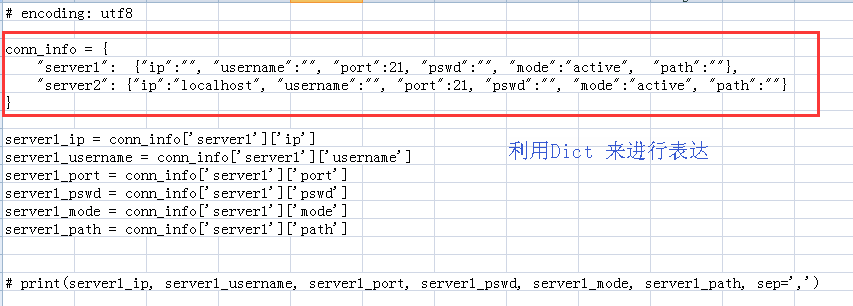 # encoding: utf8
conn_info = {
    "server1":  {"ip":"", "username":"", "port":21, "pswd":"", "mode":"active",  "path":""},
    "server2": {"ip":"localhost", "username":"", "port":21, "pswd":"", "mode":"active", "path":""}
}
server1_ip = conn_info['server1']['ip']
server1_username = conn_info['server1']['username']
利用Dict 来进行表达
server1_port = conn_info['server1']['port']
server1_pswd = conn_info['server1']['pswd']
server1_mode = conn_info['server1']['mode']
server1_path = conn_info['server1']['path']
# print(server1_ip, server1_username, server1_port, server1_pswd, server1_mode, server1_path, sep=',')